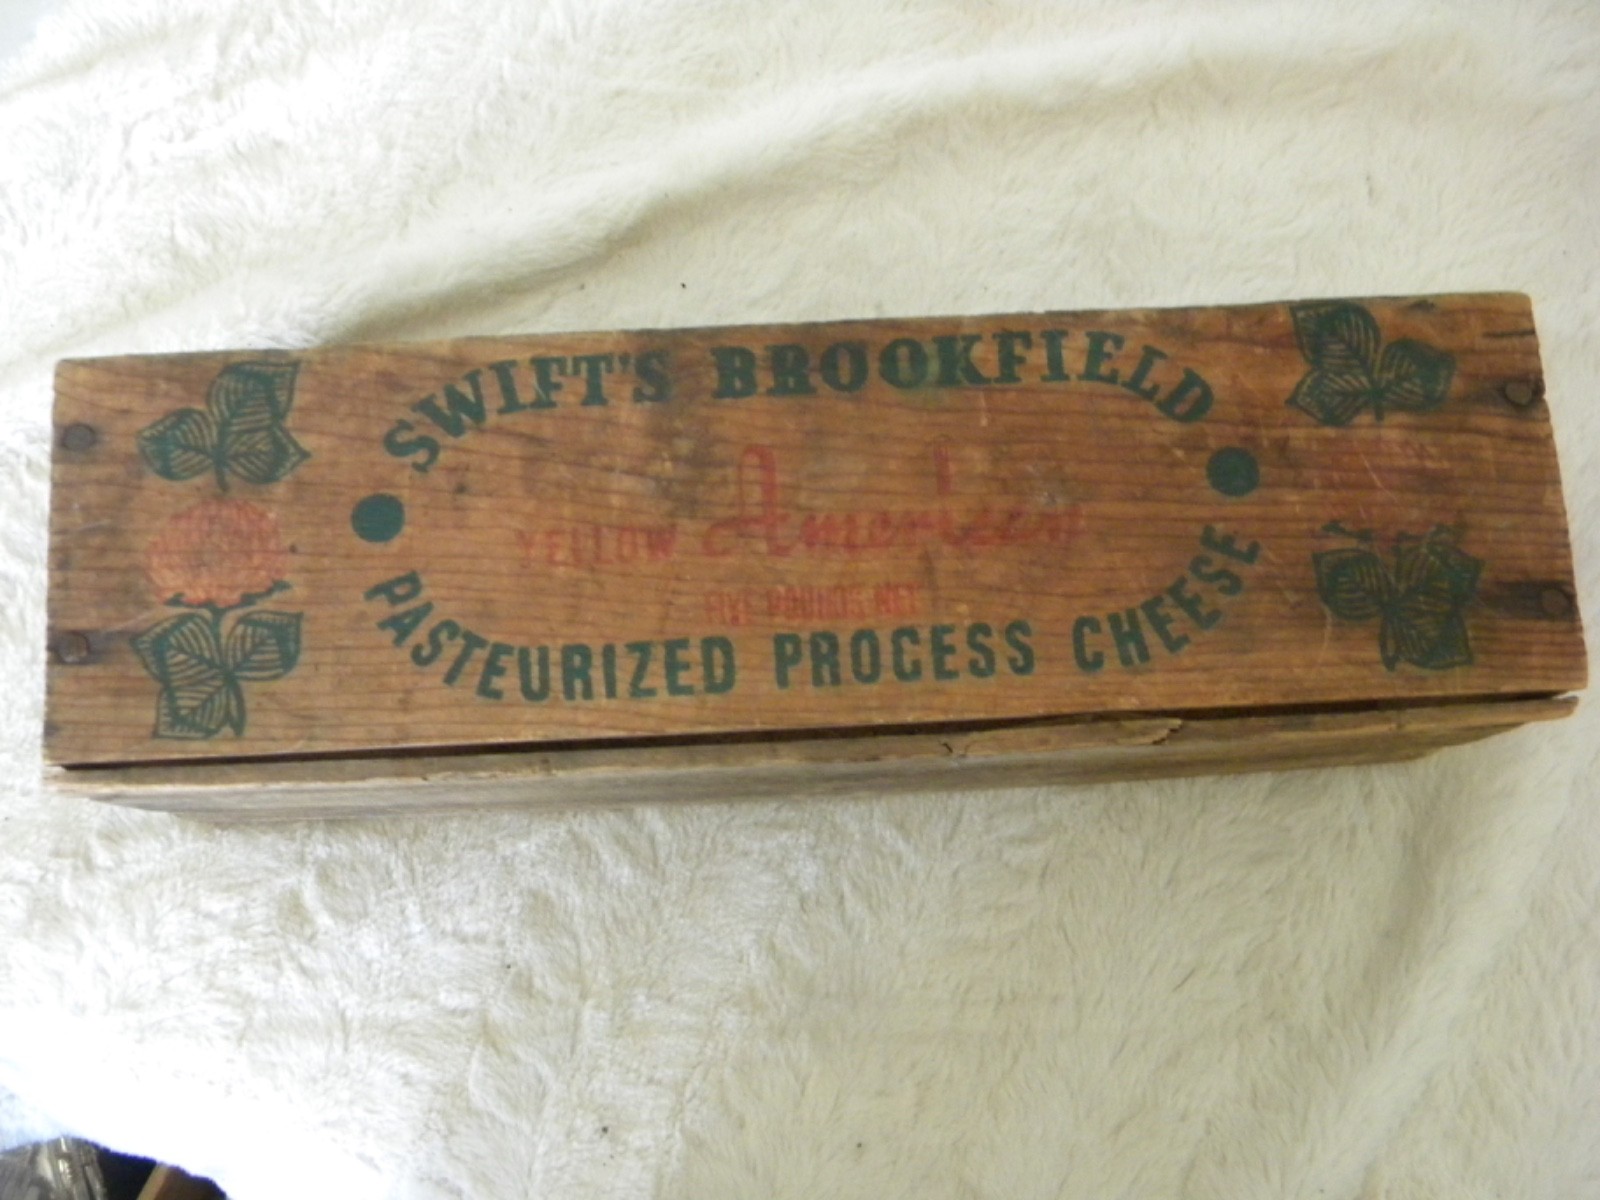 SWIFT'S BROOKFIELD
YELLOW American
FIVE POUNDS NET
PASTEURIZED PROCESS CHEESE